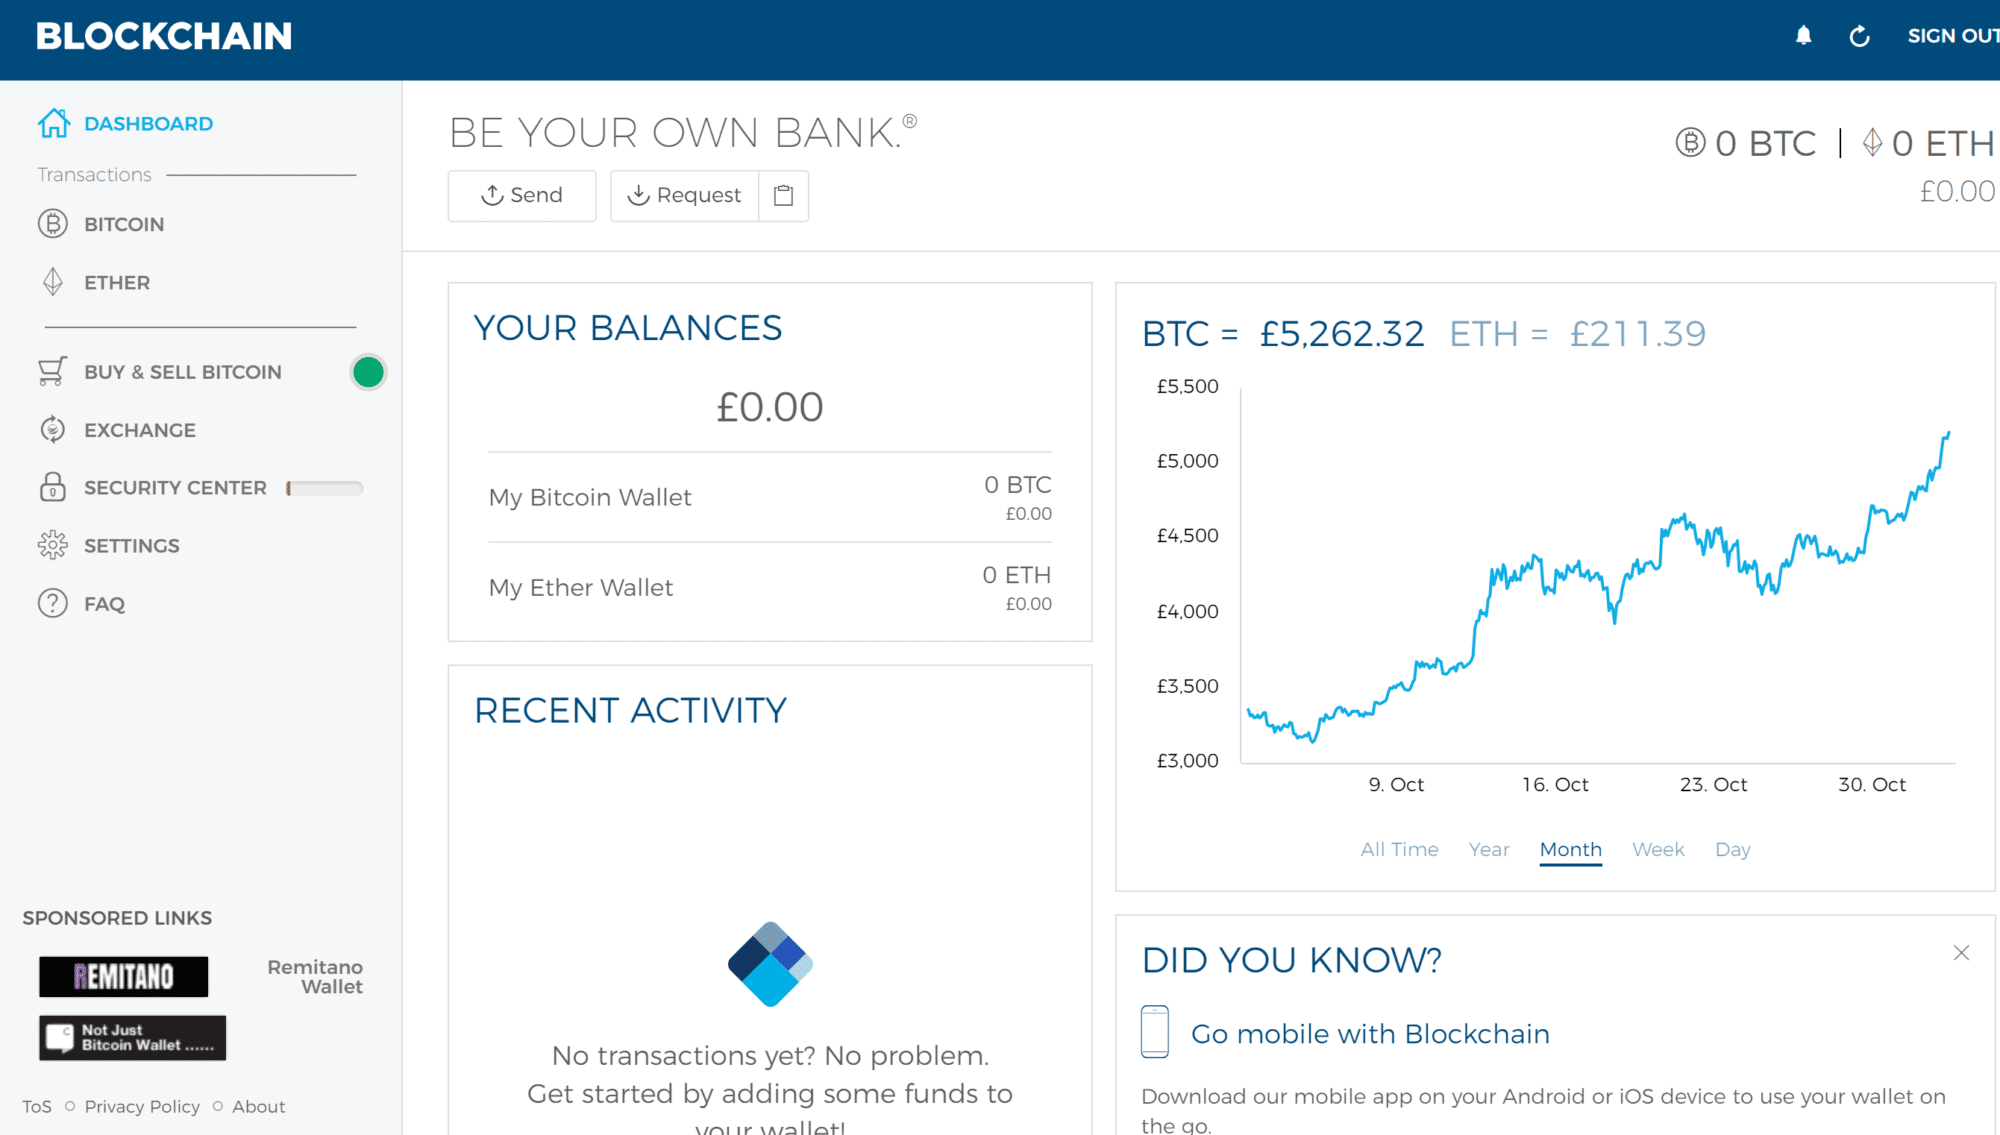 BLOCKCHAIN
SIGN OUT
DASHBOARD
Transactions
BITCOIN
ETHER
BUY & SELL BITCOIN
EXCHANGE
SECURITY CENTER
SETTINGS
FAQ
SPONSORED LINKS
REMITANO
Remitano
Wallet
Not Just
Bitcoin Wallet ......
ToS
Privacy Policy
About
BE YOUR OWN BANK.®
Send
Request
0 BTC | 0 ETH
£0.00
YOUR BALANCES
£0.00
My Bitcoin Wallet
0 BTC
£0.00
My Ether Wallet
0 ETH
£0.00
RECENT ACTIVITY
No transactions yet? No problem.
Get started by adding some funds to
your wallet!
BTC = £5,262.32 ETH = £211.39
£5,500
£5,000
£4,500
£4,000
£3,500
£3,000
9. Oct
16. Oct
23. Oct
30. Oct
All Time
Year
Month
Week
Day
DID YOU KNOW?
Go mobile with Blockchain
Download our mobile app on your Android or iOS device to use your wallet on
the go.